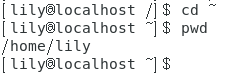 [lily@localhost /]$ cd ~
[lily@localhost ~]$ pwd
/home/lily
[lily@localhost ~]$